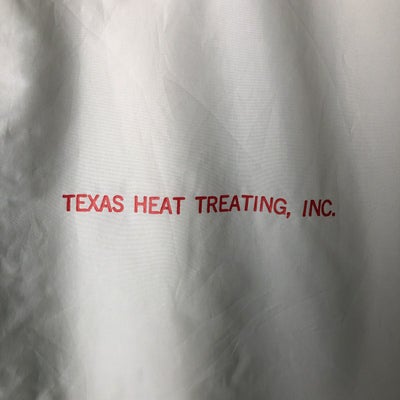 TEXAS HEAT TREATING, INC.